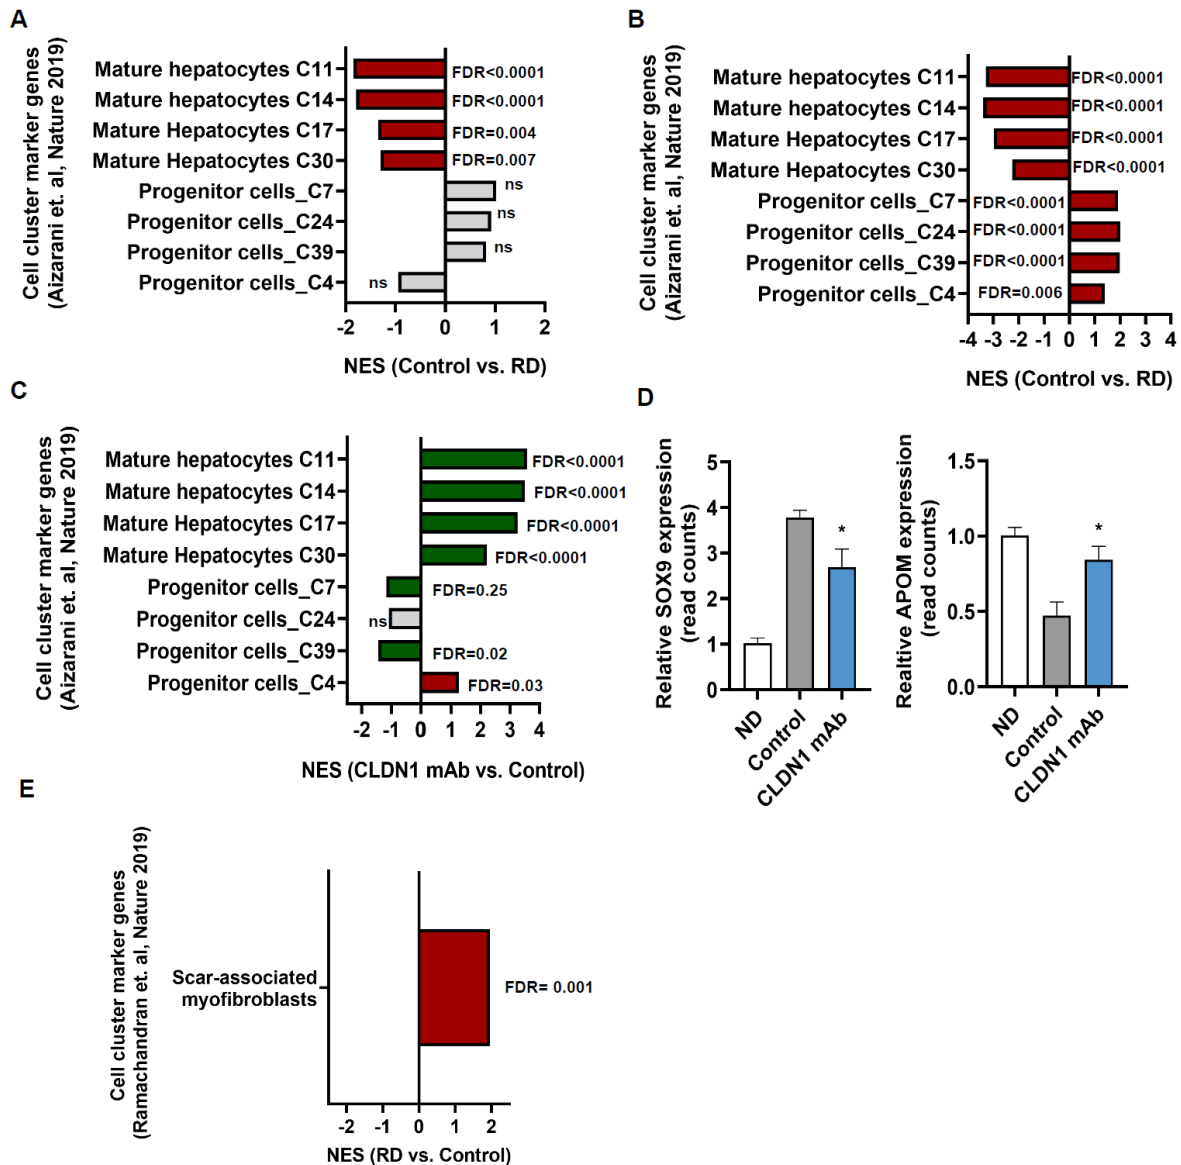 A
Cell cluster marker genes
(Aizarani et. al, Nature 2019)
Mature hepatocytes C11
FDR<0.0001
Mature hepatocytes C14
FDR<0.0001
Mature Hepatocytes C17
FDR=0.004
Mature Hepatocytes C30
FDR=0.007
Progenitor cells_C7
ns
Progenitor cells_C24
ns
Progenitor cells_C39
ns
Progenitor cells_C4
ns
-2 -1 0 1 2
NES (Control vs. RD)
B
Cell cluster marker genes
(Aizarani et. al, Nature 2019)
Mature hepatocytes C11
FDR<0.0001
Mature hepatocytes C14
FDR<0.0001
Mature Hepatocytes C17
FDR<0.0001
Mature Hepatocytes C30
FDR<0.0001
Progenitor cells_C7
FDR<0.0001
Progenitor cells_C24
FDR<0.0001
Progenitor cells_C39
FDR<0.0001
Progenitor cells_C4
FDR=0.006
-4 -3 -2 -1 0 1 2 3 4
NES (Control vs. RD)
C
Cell cluster marker genes
(Aizarani et. al, Nature 2019)
Mature hepatocytes C11
FDR<0.0001
Mature hepatocytes C14
FDR<0.0001
Mature Hepatocytes C17
FDR<0.0001
Mature Hepatocytes C30
FDR<0.0001
Progenitor cells_C7
FDR=0.25
Progenitor cells_C24
ns
Progenitor cells_C39
FDR=0.02
Progenitor cells_C4
FDR=0.03
-2 -1 0 1 2 3 4
NES (CLDN1 mAb vs. Control)
D
Relative SOX9 expression
(read counts)
5
4
3
2
1
0
*
ND
Control
CLDN1 mAb
Realtive APOM expression
(read counts)
1.5
1.0
0.5
0.0
*
ND
Control
CLDN1 mAb
E
Cell cluster marker genes
(Ramachandran et. al, Nature 2019)
Scar-associated
myofibroblasts
FDR= 0.001
-2 -1 0 1 2
NES (RD vs. Control)